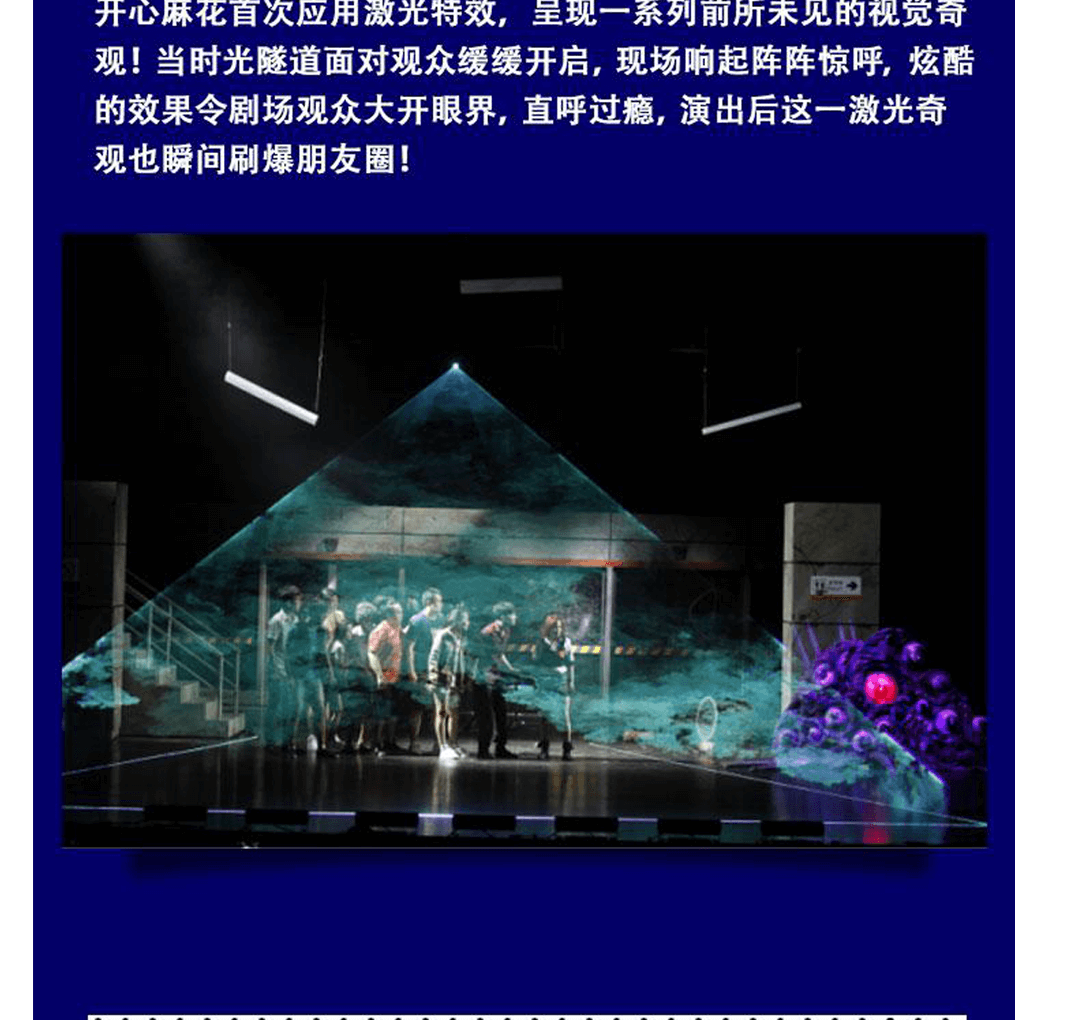 开心麻花首次应用激光特效，呈现一系列前所未见的视觉奇
观！当时光隧道面对观众缓缓开启，现场响起阵阵惊呼，炫酷
的效果令剧场观众大开眼界，直呼过瘾，演出后这一激光奇
观也瞬间刷爆朋友圈！